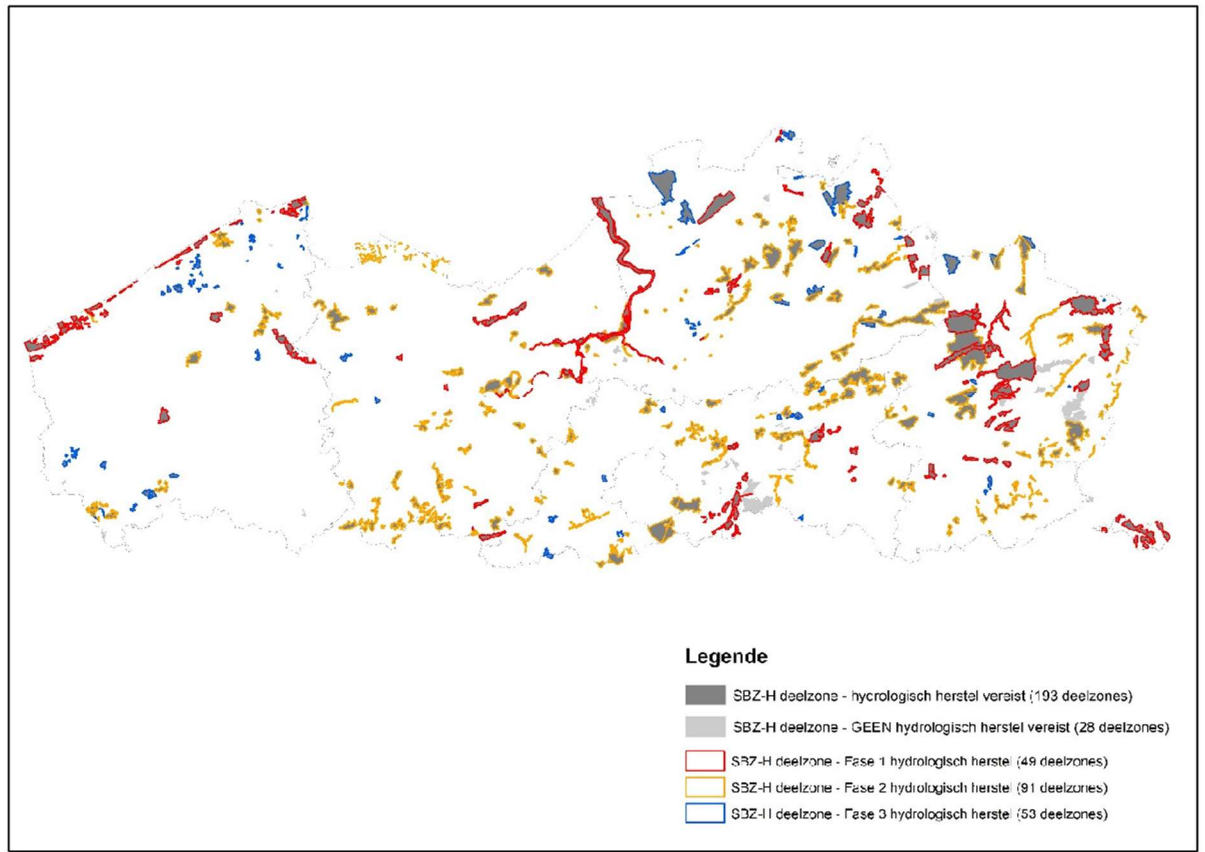 Legende
SBZ-H deelzone - hycrologisch herstel vereist (193 deelzones)
SBZ-H deelzone - GEEN hydrologisch herstel vereist (28 deelzones)
SBZ-H deelzone - Fase 1 hydrologisch herstel (49 deelzones)
SBZ-H deelzone - Fase 2 hydrologisch herstel (91 deelzones)
SBZ-H deelzone - Fase 3 hydrologisch herstel (53 deelzones)